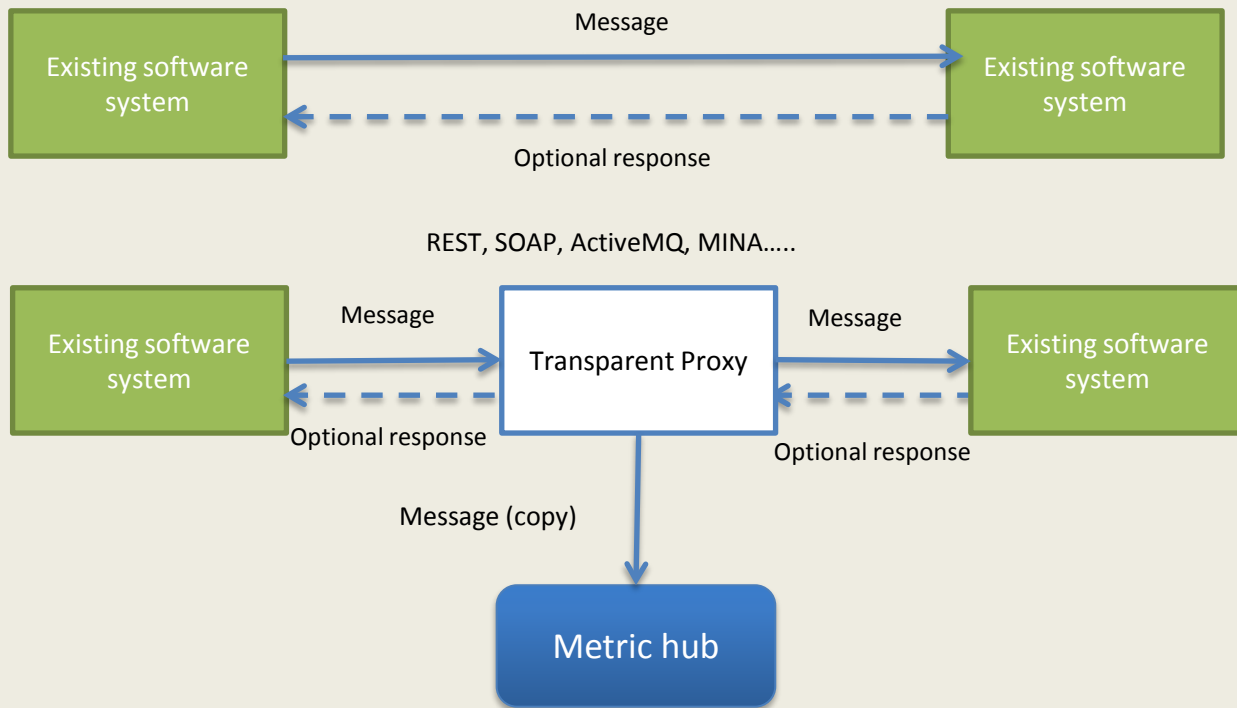 Message
Existing software
system
Existing software
system
Optional response
REST, SOAP, ActiveMQ, MINA.....
Message
Message
Existing software
system
Transparent Proxy
Existing software
system
Optional response
Optional response
Message (copy)
Metric hub